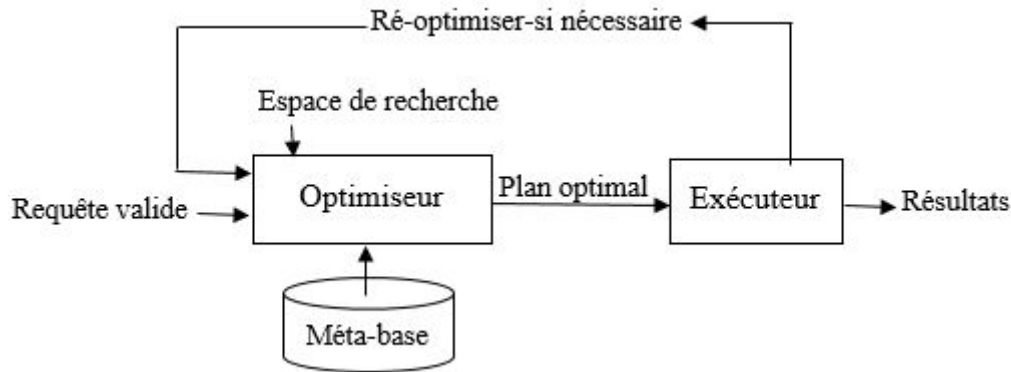 Ré-optimiser-si nécessaire
Espace de recherche
Optimiseur
Plan optimal
Exécuteur
Requête valide
Résultats
Méta-base